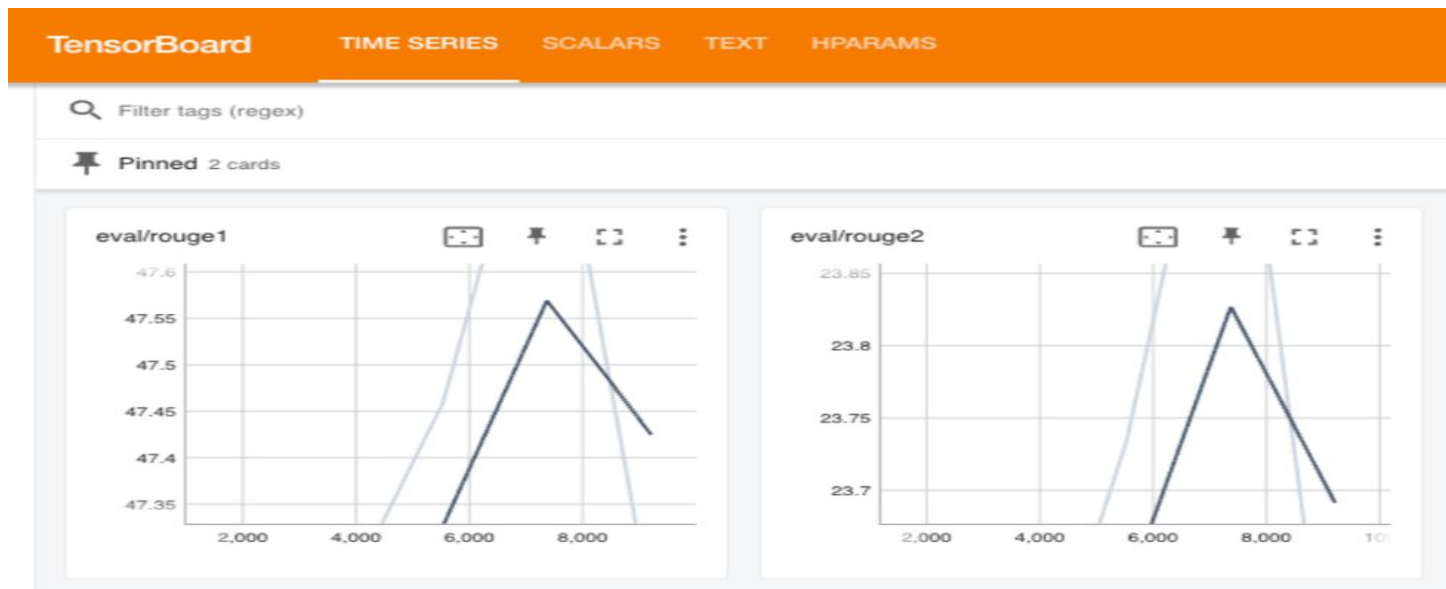 TensorBoard TIME SERIES SCALARS TEXT HPARAMS
Filter tags (regex)
Pinned 2 cards
eval/rouge1
47.6
47.55
47.5
47.45
47.4
47.35
2,000 4,000 6,000 8,000
eval/rouge2
23.85
23.8
23.75
23.7
2,000 4,000 6,000 8,000 10